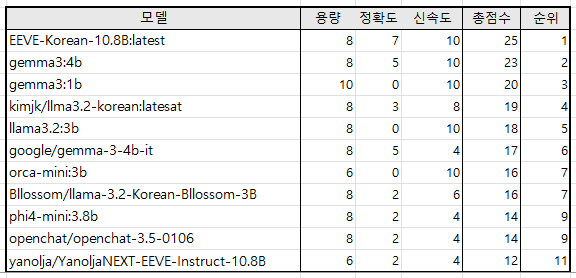 모델 용량 정확도 신속도 총점수 순위
EEVE-Korean-10.8B:latest 8 7 10 25 1
gemma3:4b 8 5 10 23 2
gemma3:1b 10 0 10 20 3
kimjk/llma3.2-korean:latesat 8 3 8 19 4
llama3.2:3b 8 0 10 18 5
google/gemma-3-4b-it 8 5 4 17 6
orca-mini:3b 6 0 10 16 7
Bllossom/llama-3.2-Korean-Bllossom-3B 8 2 6 16 7
phi4-mini:3.8b 8 2 4 14 9
openchat/openchat-3.5-0106 8 2 4 14 9
yanolja/YanoljaNEXT-EEVE-Instruct-10.8B 6 2 4 12 11